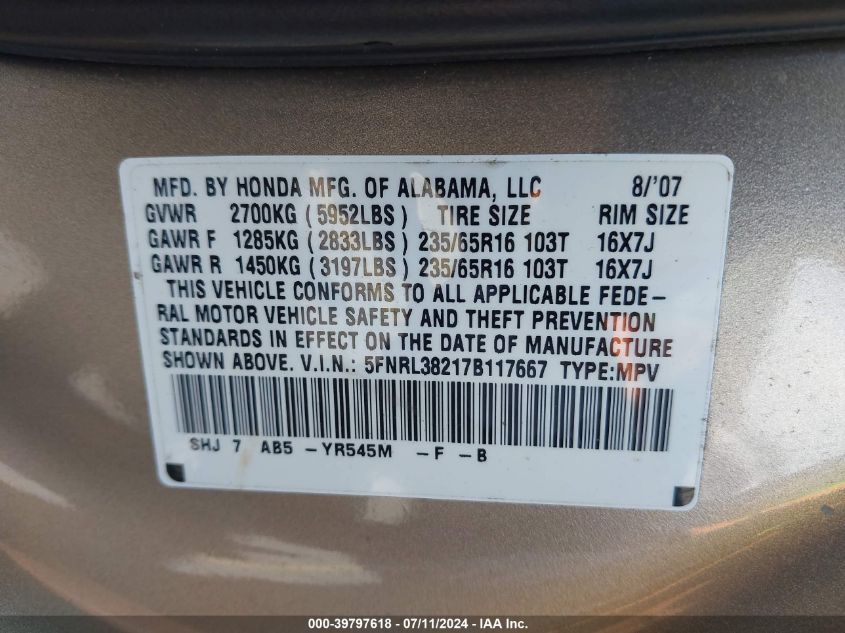 MFD. BY HONDA MFG. OF ALABAMA, LLC 8/'07
GVWR 2700KG (5952LBS) TIRE SIZE RIM SIZE
GAWR F 1285KG (2833LBS) 235/65R16 103T 16X7J
GAWR R 1450KG (3197LBS) 235/65R16 103T 16X7J
THIS VEHICLE CONFORMS TO ALL APPLICABLE FEDE-
RAL MOTOR VEHICLE SAFETY AND THEFT PREVENTION
STANDARDS IN EFFECT ON THE DATE OF MANUFACTURE
SHOWN ABOVE. V.I.N.: 5FNRL38217B117667 TYPE:MPV
SHJ 7 AB5 -YR545M -F -B
000-39797618 - 07/11/2024 - © IAA, Inc.